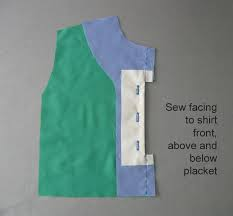 Sew facing
to shirt
front,
above and
below
placket